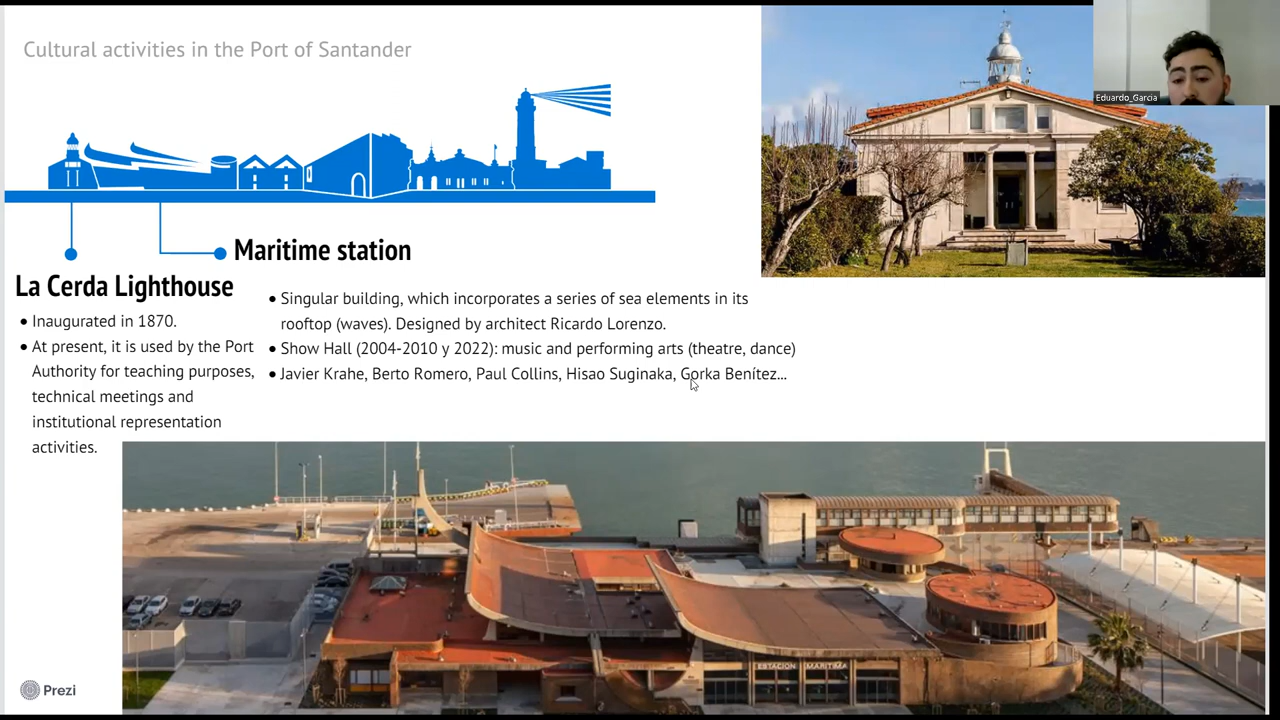 Cultural activities in the Port of Santander
Eduardo_Garcia
Maritime station
La Cerda Lighthouse
• Inaugurated in 1870.
• At present, it is used by the Port
Authority for teaching purposes,
technical meetings and
institutional representation
activities.
• Singular building, which incorporates a series of sea elements in its
rooftop (waves). Designed by architect Ricardo Lorenzo.
• Show Hall (2004-2010 y 2022): music and performing arts (theatre, dance)
• Javier Krahe, Berto Romero, Paul Collins, Hisao Suginaka, Gorka Benítez...
ESTACION MARITIMA
Prezi